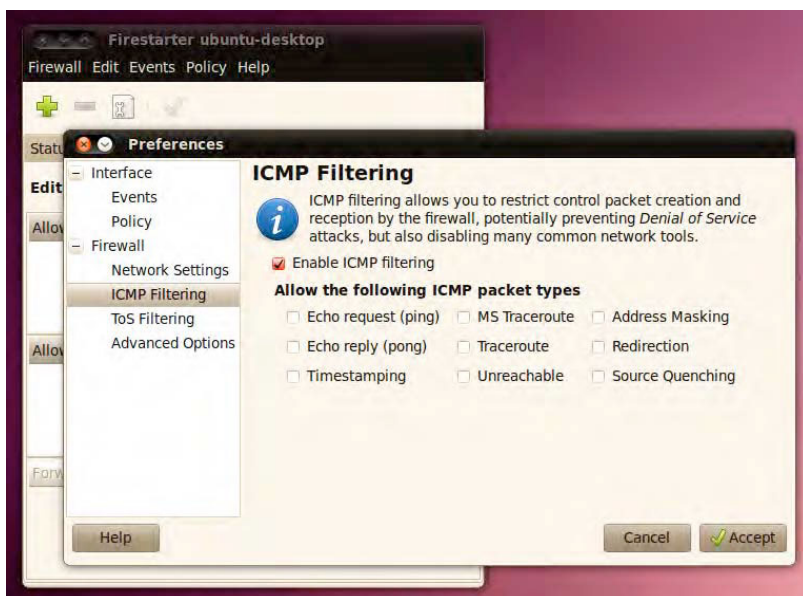 Firestarter ubuntu-desktop
Firewall Edit Events Policy Help
Preferences
Interface
Events
Policy
Firewall
Network Settings
ICMP Filtering
ToS Filtering
Advanced Options
ICMP Filtering
ICMP filtering allows you to restrict control packet creation and
reception by the firewall, potentially preventing Denial of Service
attacks, but also disabling many common network tools.
Enable ICMP filtering
Allow the following ICMP packet types
Echo request (ping) MS Traceroute Address Masking
Echo reply (pong) Traceroute Redirection
Timestamping Unreachable Source Quenching
Help Cancel Accept
Edit